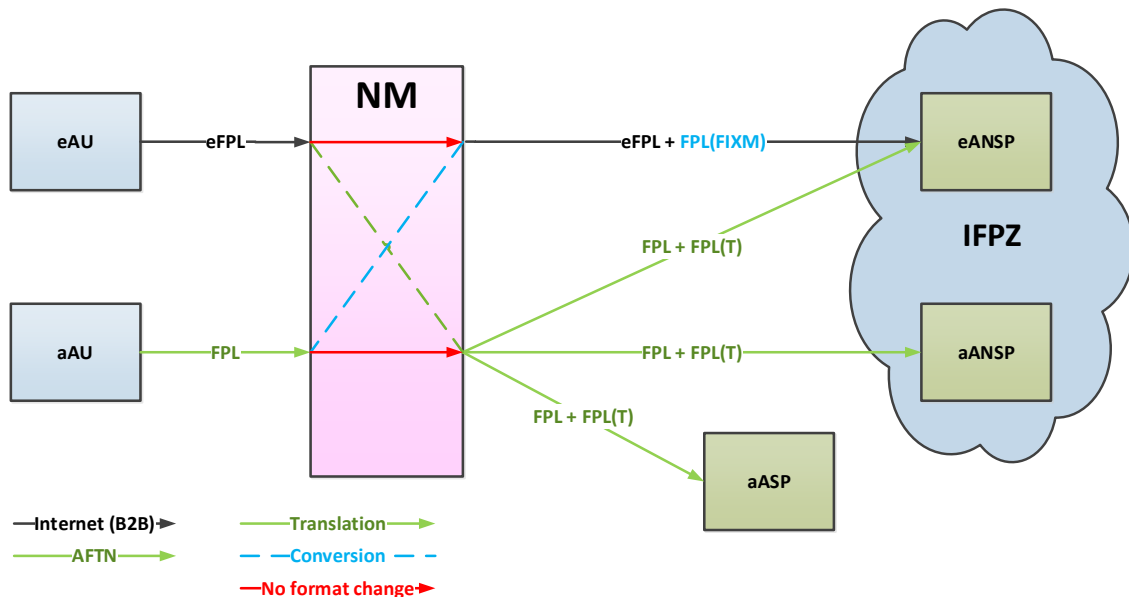 NM
eAU
eFPL
eFPL + FPL(FIXM)
eANSP
FPL + FPL(T)
IFPZ
aAU
FPL
FPL + FPL(T)
aANSP
FPL + FPL(T)
aASP
Internet (B2B)
Translation
AFTN
Conversion
No format change